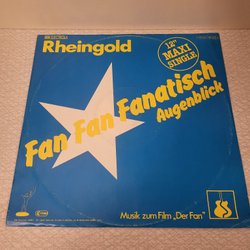 Rheingold
12" MAXI SINGLE
Fan Fan Fanatisch
Augenblick
Musik zum Film „Der Fan"